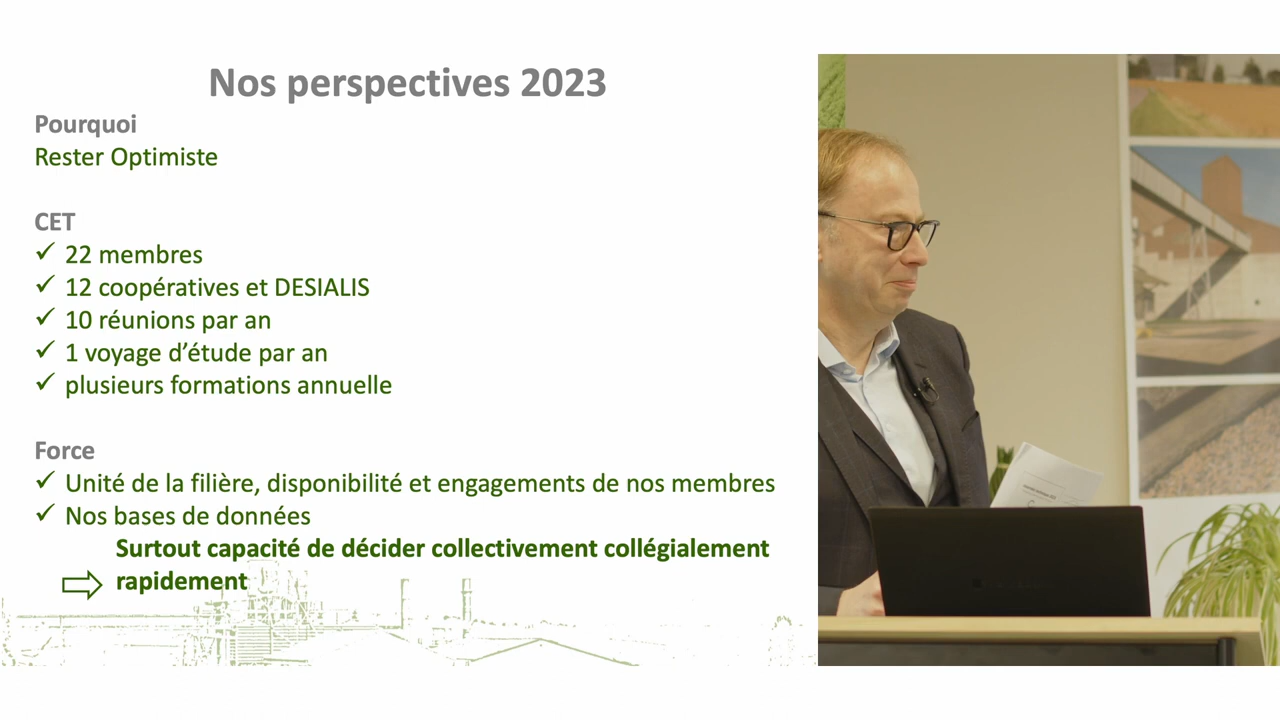 Nos perspectives 2023
Pourquoi
Rester Optimiste
CET
✓ 22 membres
✓ 12 coopératives et DESIALIS
✓ 10 réunions par an
✓ 1 voyage d’étude par an
✓ plusieurs formations annuelle
Force
✓ Unité de la filière, disponibilité et engagements de nos membres
✓ Nos bases de données
Surtout capacité de décider collectivement collégialement
rapidement